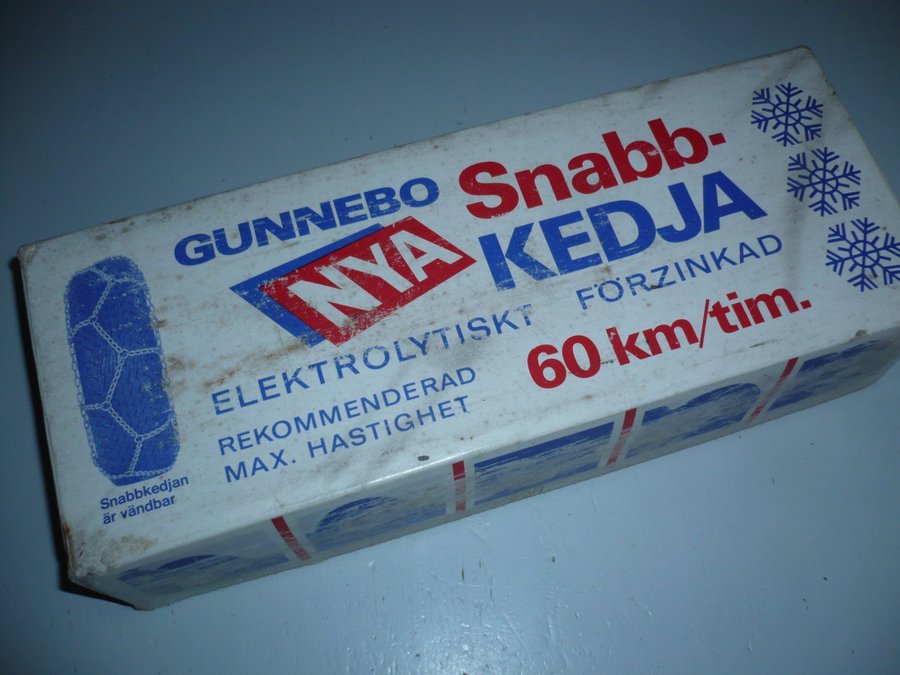 GUNNEBO
NYA
Snabb-
KEDJA
ELEKTROLYTISKT FÖRZINKAD
REKOMMENDERAD
MAX. HASTIGHET
60 km/tim.
Snabbkedjan
är vändbar